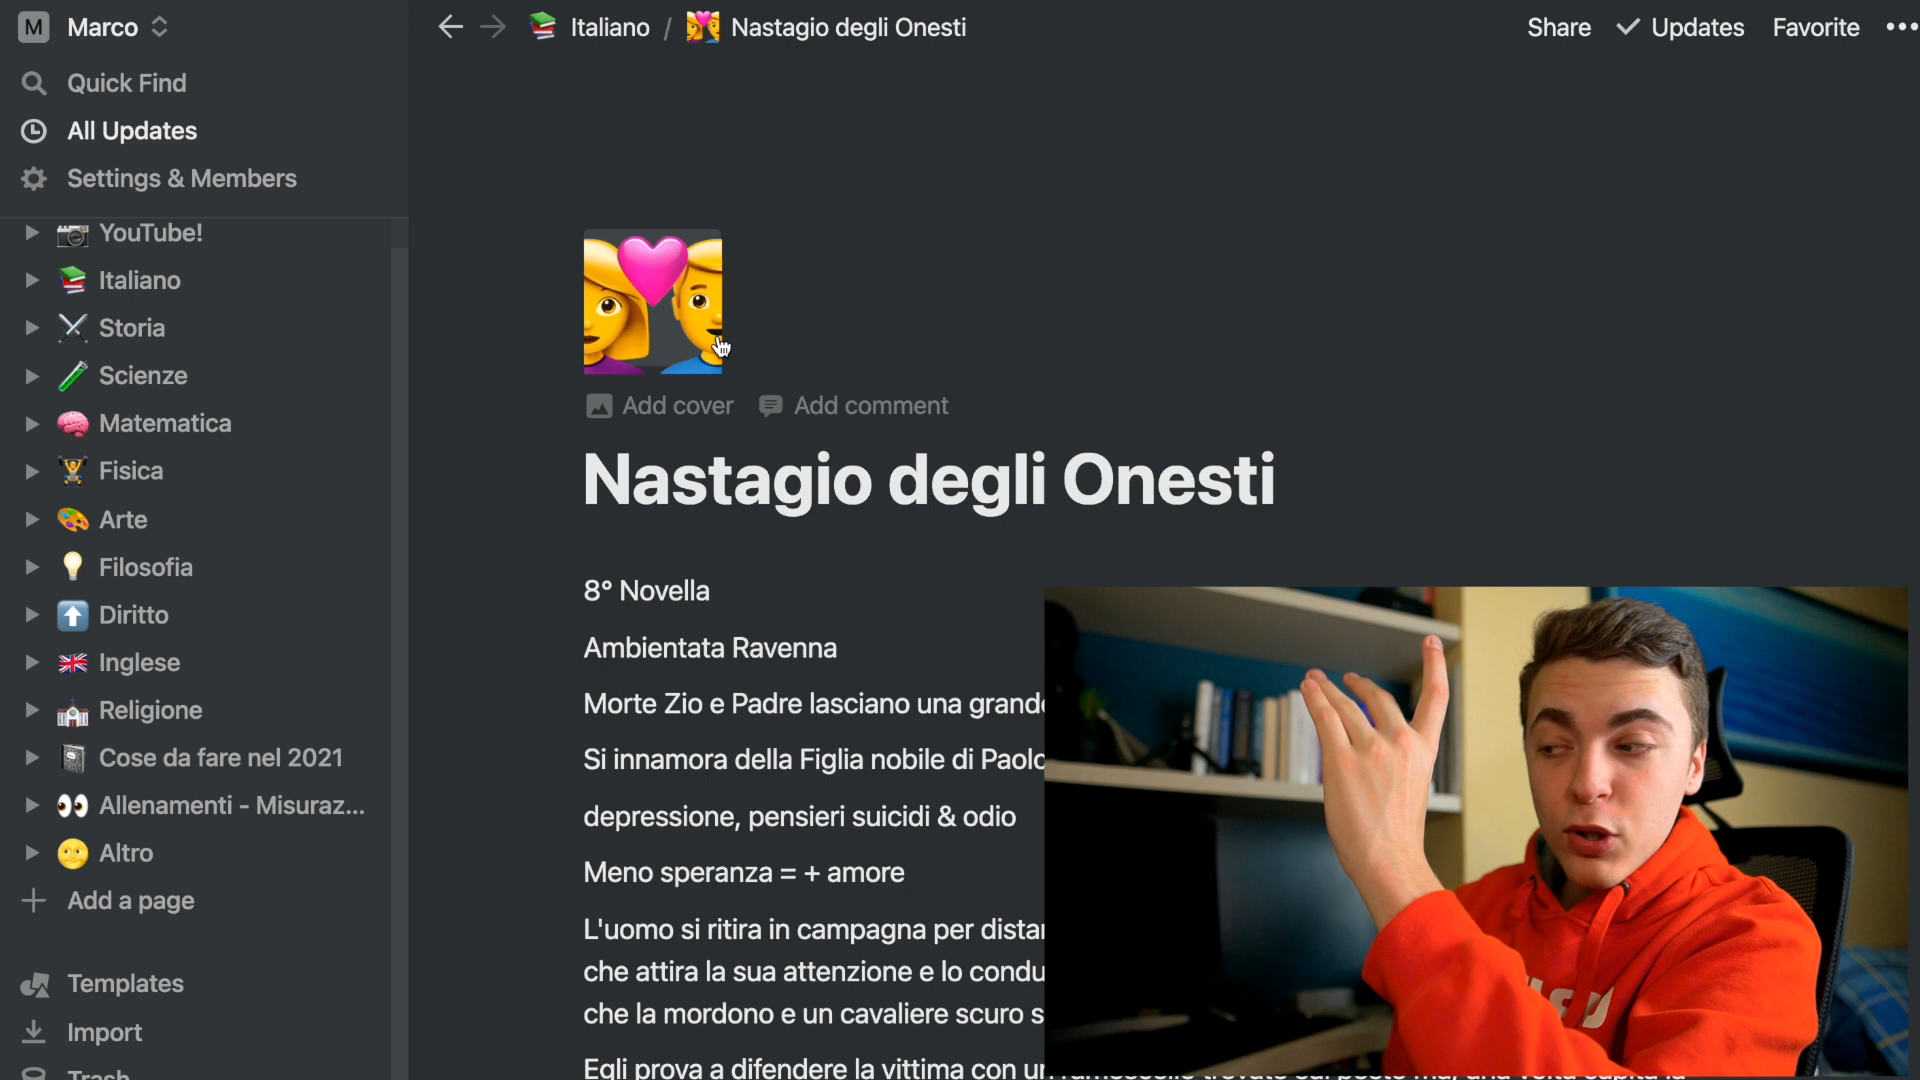 M Marco
Quick Find
All Updates
Settings & Members
YouTube!
Italiano
Storia
Scienze
Matematica
Fisica
Arte
Filosofia
Diritto
Inglese
Religione
Cose da fare nel 2021
Allenamenti - Misuraz...
Altro
Add a page
Templates
Import
Trash
Italiano / Nastagio degli Onesti
Share Updates Favorite
Add cover Add comment
Nastagio degli Onesti
8° Novella
Ambientata Ravenna
Morte Zio e Padre lasciano una grande
Si innamora della Figlia nobile di Paolo
depressione, pensieri suicidi & odio
Meno speranza = + amore
L'uomo si ritira in campagna per
che attira la sua attenzione e lo
che la mordono e un cavaliere scuro
Egli prova a difendere la vittima con